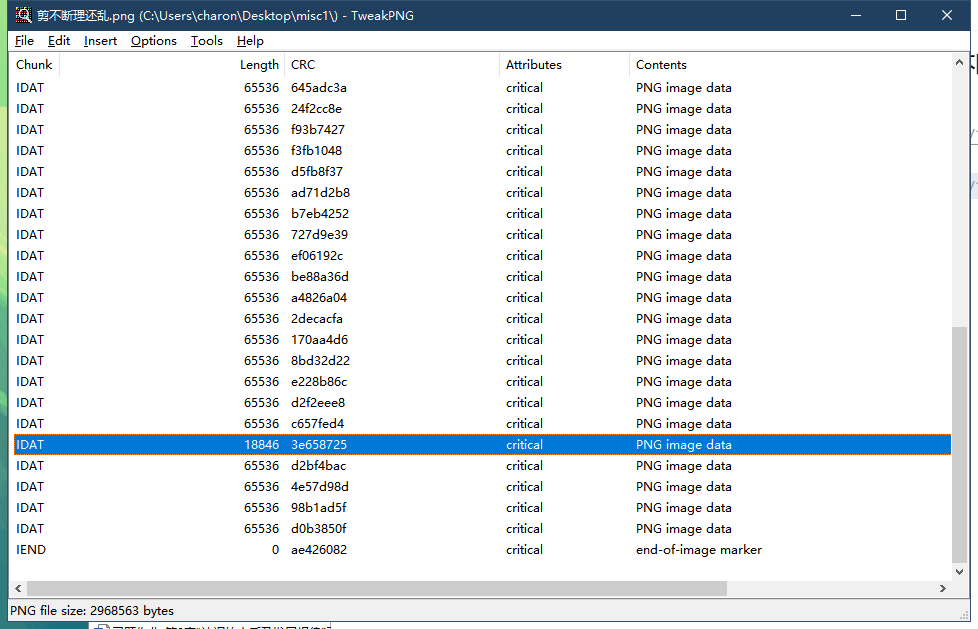 剪不断理还乱.png (C:\Users\charon\Desktop\misc1\) - TweakPNG
File Edit Insert Options Tools Help
Chunk Length CRC Attributes Contents
IDAT 65536 645adc3a critical PNG image data
IDAT 65536 24f2cc8e critical PNG image data
IDAT 65536 f93b7427 critical PNG image data
IDAT 65536 f3fb1048 critical PNG image data
IDAT 65536 d5fb8f37 critical PNG image data
IDAT 65536 ad71d2b8 critical PNG image data
IDAT 65536 b7eb4252 critical PNG image data
IDAT 65536 727d9e39 critical PNG image data
IDAT 65536 ef06192c critical PNG image data
IDAT 65536 be88a36d critical PNG image data
IDAT 65536 a4826a04 critical PNG image data
IDAT 65536 2decacfa critical PNG image data
IDAT 65536 170aa4d6 critical PNG image data
IDAT 65536 8bd32d22 critical PNG image data
IDAT 65536 e228b86c critical PNG image data
IDAT 65536 d2f2eee8 critical PNG image data
IDAT 65536 c657fed4 critical PNG image data
IDAT 18846 3e658725 critical PNG image data
IDAT 65536 d2bf4bac critical PNG image data
IDAT 65536 4e57d98d critical PNG image data
IDAT 65536 98b1ad5f critical PNG image data
IDAT 65536 d0b3850f critical PNG image data
IEND 0 ae426082 critical end-of-image marker
PNG file size: 2968563 bytes